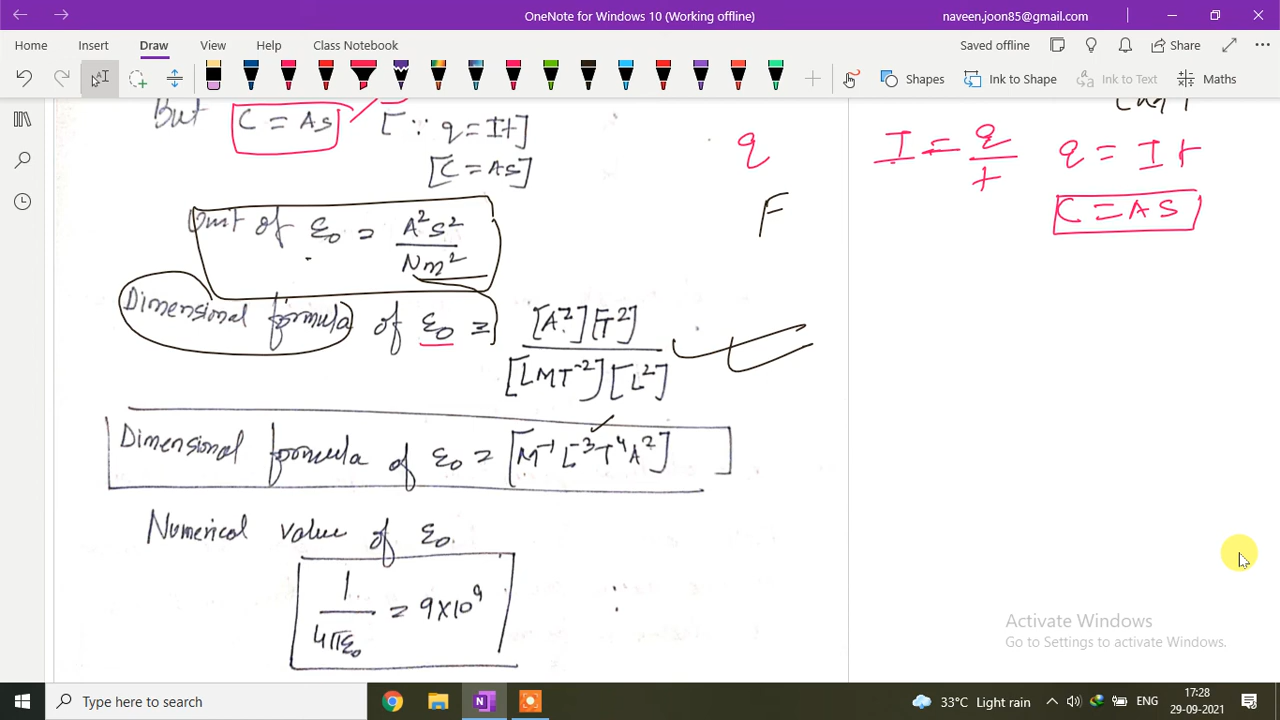 OneNote for Windows 10 (Working offline)
naveen.joon85@gmail.com
Home Insert Draw View Help Class Notebook
Saved offline
Share
Shapes
Ink to Shape
Ink to Text
Maths
But C = As [∵ q = It]
[C = AS]
q
F
I = q/t q = It
C = AS
Unit of ε₀ = A²S²/Nm²
Dimensional formula of ε₀ = [A²][T²]/[LMT⁻²][L²]
Dimensional formula of ε₀ = [M⁻¹ L⁻³ T⁴ A²]
Numerical value of ε₀.
1/4πε₀ = 9×10⁹
∴
Activate Windows
Go to Settings to activate Windows.
Type here to search
33°C Light rain
ENG
17:28
29-09-2021